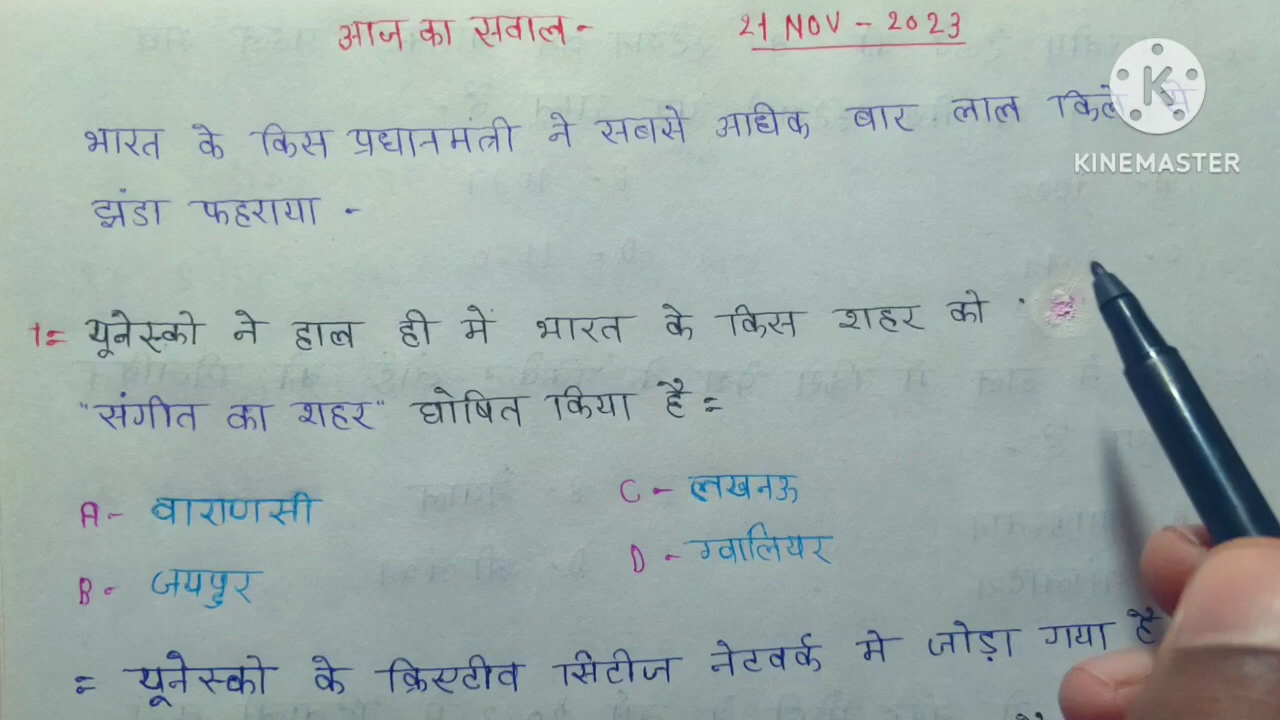 आज का सवाल -
21 NOV - 2023
भारत के किस प्रधानमंत्री ने सबसे अधिक बार लाल किले से
झंडा फहराया -
KINEMASTER
1= यूनेस्को ने हाल ही में भारत के किस शहर को
"संगीत का शहर" घोषित किया है =
A - वाराणसी
C - लखनऊ
B - जयपुर
D - ग्वालियर
= यूनेस्को के क्रिएटीव सिटीज नेटवर्क मे जोड़ा गया है